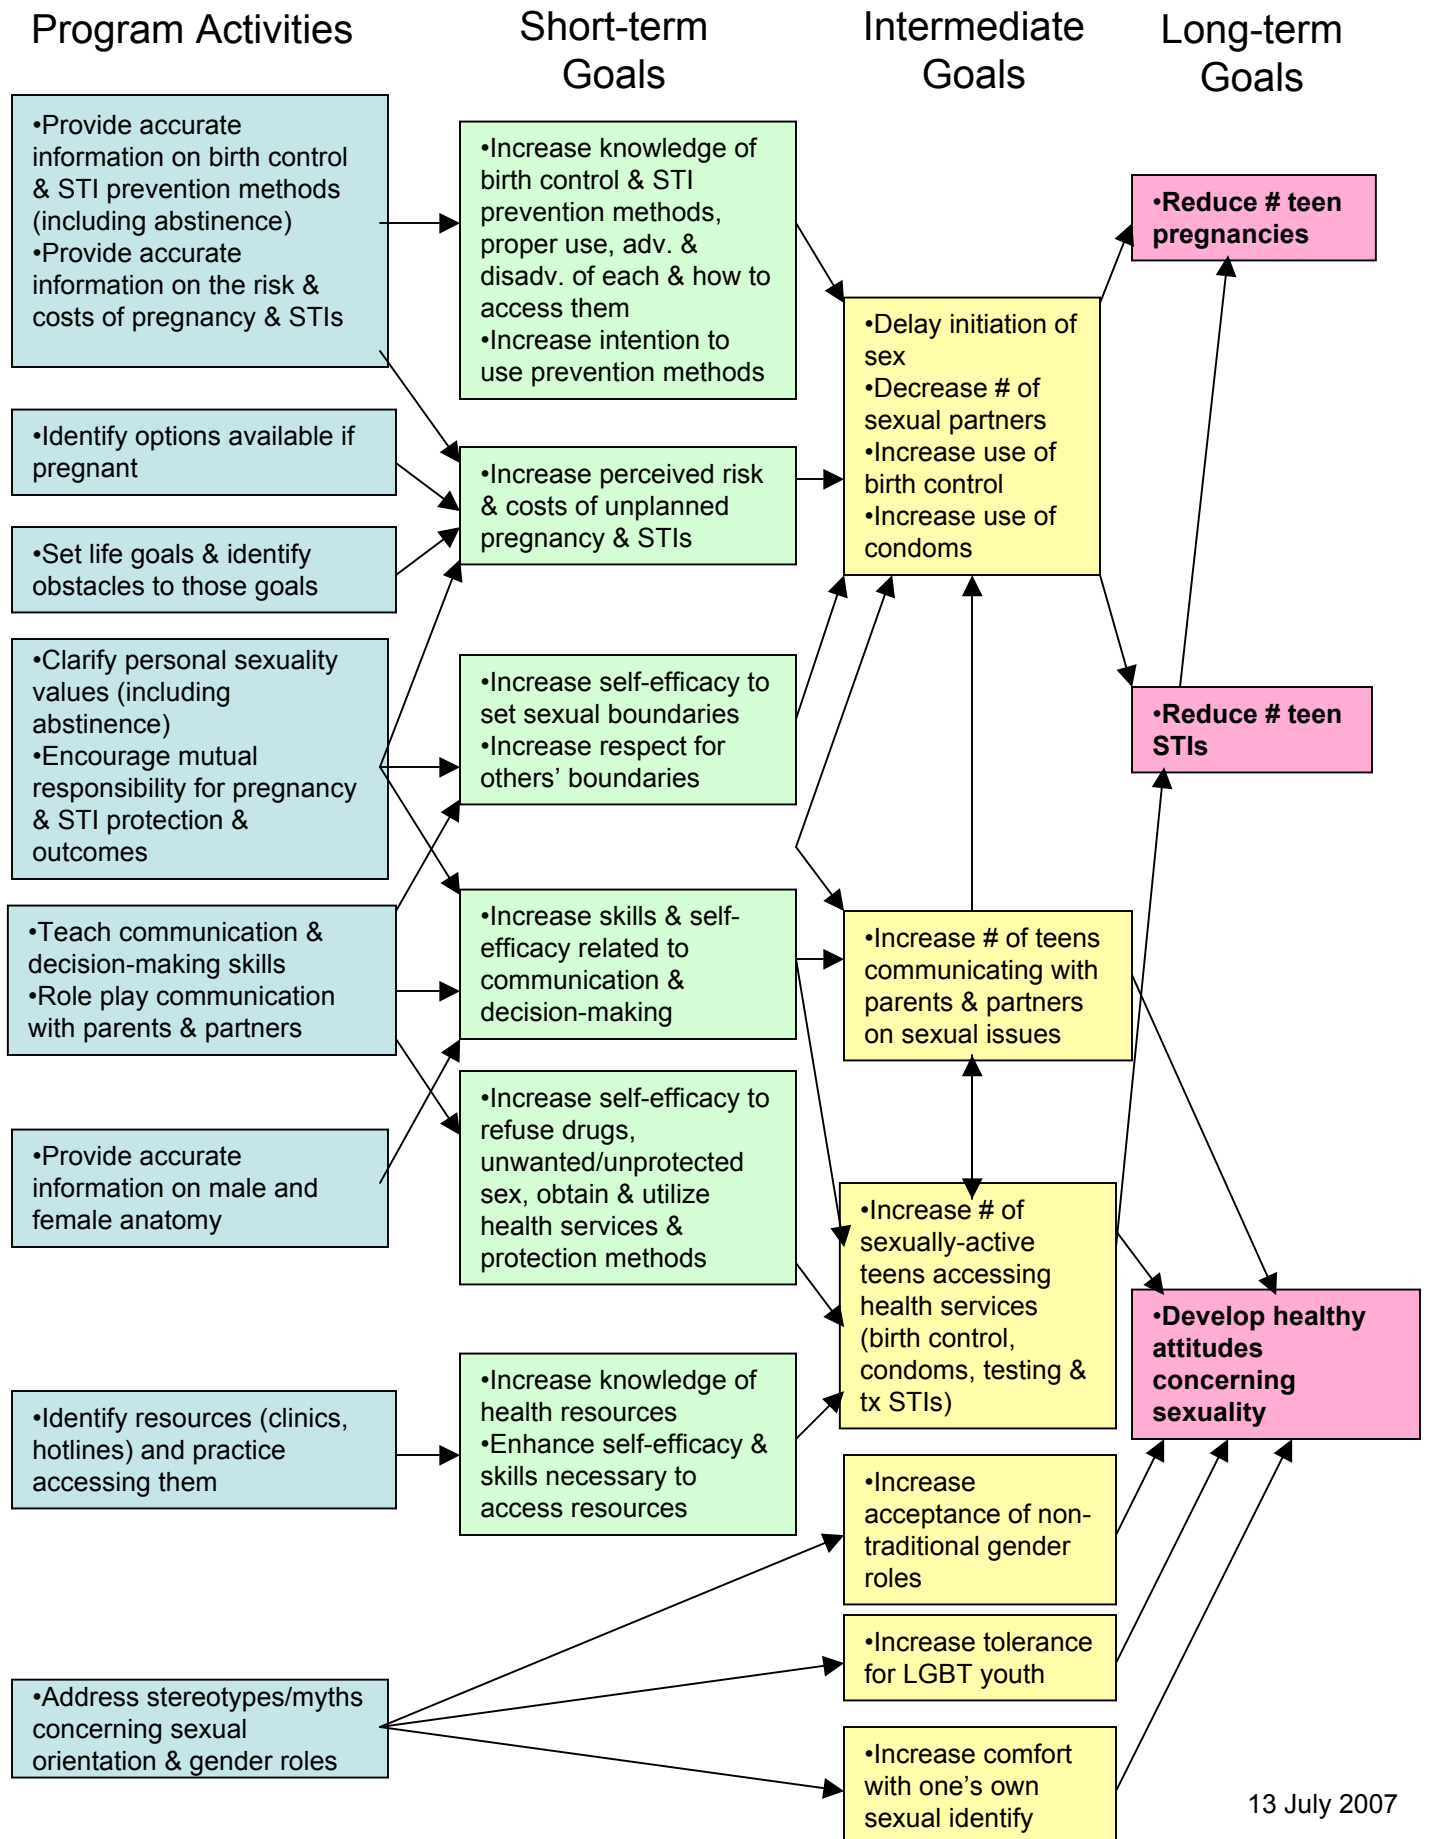 Program Activities
Short-term
Goals
Intermediate
Goals
Long-term
Goals
•Provide accurate
information on birth control
& STI prevention methods
(including abstinence)
•Provide accurate
information on the risk &
costs of pregnancy & STIs
•Identify options available if
pregnant
•Set life goals & identify
obstacles to those goals
•Clarify personal sexuality
values (including
abstinence)
•Encourage mutual
responsibility for pregnancy
& STI protection &
outcomes
•Teach communication &
decision-making skills
•Role play communication
with parents & partners
•Provide accurate
information on male and
female anatomy
•Identify resources (clinics,
hotlines) and practice
accessing them
•Address stereotypes/myths
concerning sexual
orientation & gender roles
•Increase knowledge of
birth control & STI
prevention methods,
proper use, adv. &
disadv. of each & how to
access them
•Increase intention to
use prevention methods
•Increase perceived risk
& costs of unplanned
pregnancy & STIs
•Increase self-efficacy to
set sexual boundaries
•Increase respect for
others’ boundaries
•Increase skills & self-
efficacy related to
communication &
decision-making
•Increase self-efficacy to
refuse drugs,
unwanted/unprotected
sex, obtain & utilize
health services &
protection methods
•Increase knowledge of
health resources
•Enhance self-efficacy &
skills necessary to
access resources
•Delay initiation of
sex
•Decrease # of
sexual partners
•Increase use of
birth control
•Increase use of
condoms
•Increase # of teens
communicating with
parents & partners
on sexual issues
•Increase # of
sexually-active
teens accessing
health services
(birth control,
condoms, testing &
tx STIs)
•Increase
acceptance of non-
traditional gender
roles
•Increase tolerance
for LGBT youth
•Increase comfort
with one’s own
sexual identify
•Reduce # teen
pregnancies
•Reduce # teen
STIs
•Develop healthy
attitudes
concerning
sexuality
13 July 2007